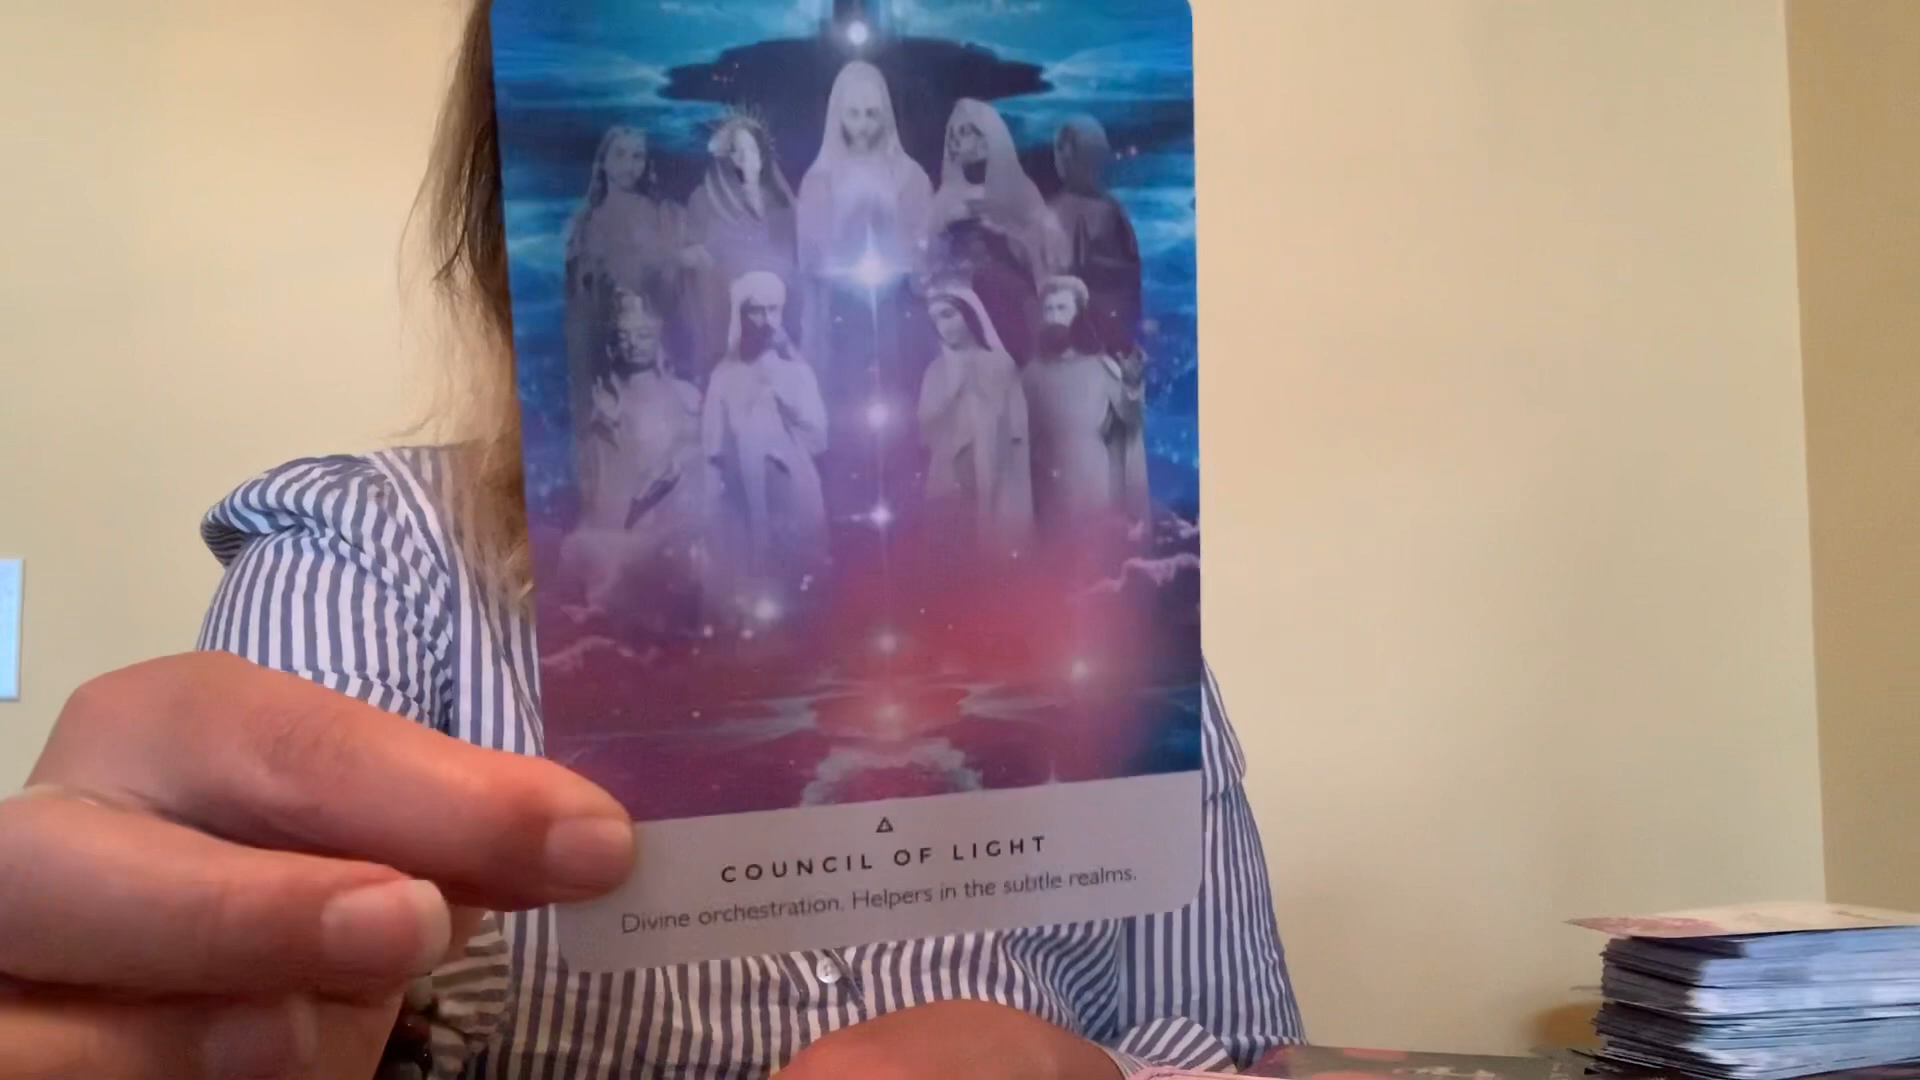 COUNCIL OF LIGHT
Divine orchestration. Helpers in the subtle realms.